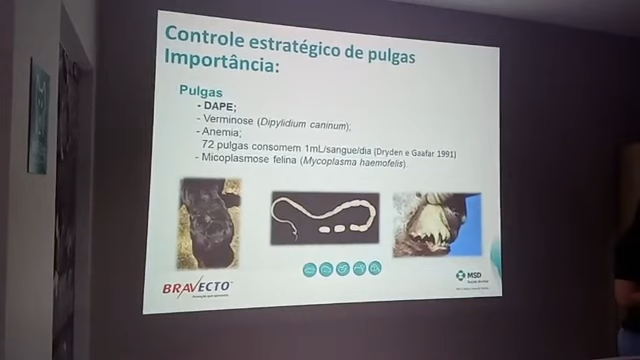 Controle estratégico de pulgas
Importância:
Pulgas
- DAPE;
- Verminose (Dipylidium caninum);
- Anemia;
72 pulgas consomem 1mL/sangue/dia (Dryden e Gaafar 1991)
- Micoplasmose felina (Mycoplasma haemofelis).
BRAVECTO
MSD